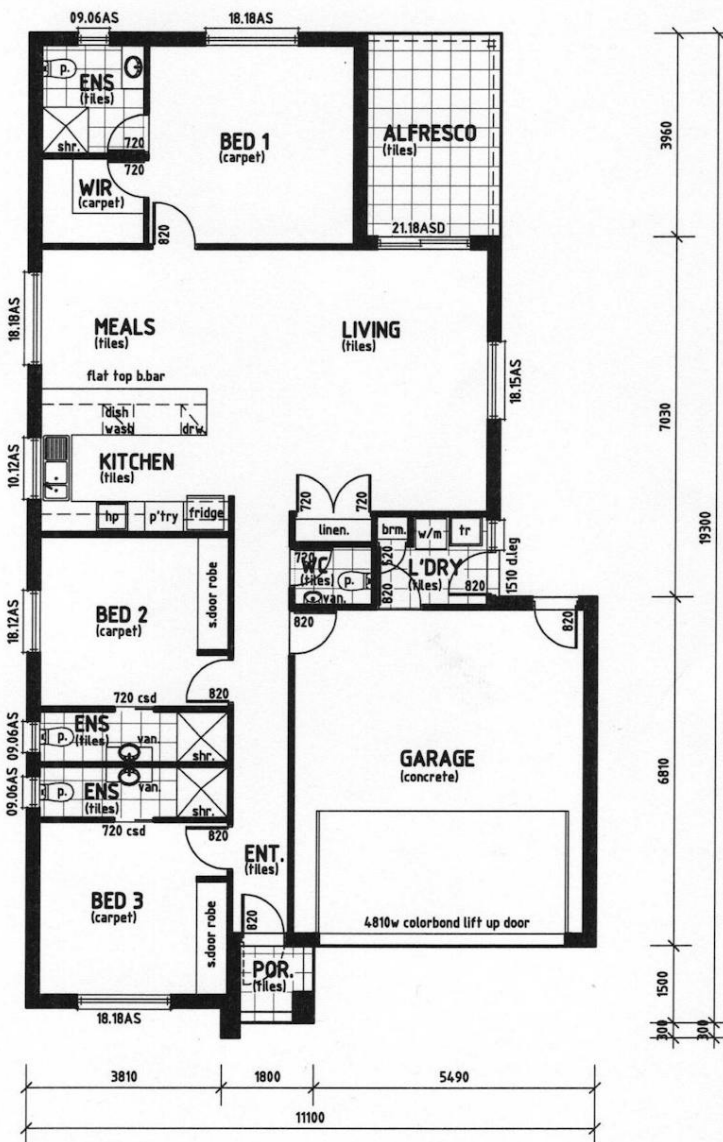 09.06AS
18.18AS
p.
ENS
(tiles)
shr.
720
720
BED 1
(carpet)
ALFRESCO
(tiles)
WIR
(carpet)
820
21.18ASD
3960
18.18AS
MEALS
(tiles)
LIVING
(tiles)
flat top b.bar
18.15AS
dish
wash
drw.
10.12AS
KITCHEN
(tiles)
7030
19300
hp
p'try
fridge
720
720
linen.
brm.
w/m
tr
1510 d.leg
720
WC
(tiles)
p.
van.
520
L'DRY
(tiles)
820
820
18.12AS
BED 2
(carpet)
s.door robe
820
820
820
720 csd
09.06AS
p.
ENS
(tiles)
van.
shr.
GARAGE
(concrete)
6810
09.06AS
p.
ENS
(tiles)
van.
shr.
720 csd
820
ENT.
(tiles)
BED 3
(carpet)
s.door robe
820
4810w colorbond lift up door
POR.
(tiles)
1500
18.18AS
300
300
3810
1800
5490
11100